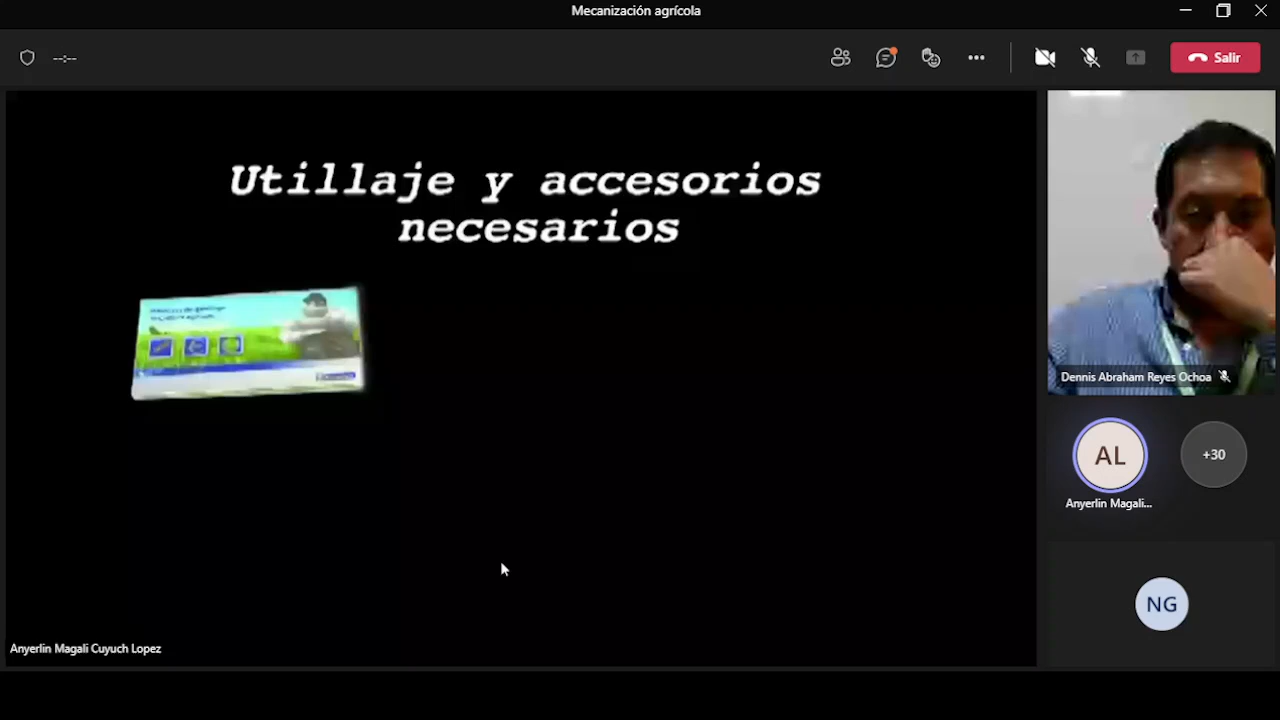 Mecanización agrícola
--:--
Salir
Utillaje y accesorios
necesarios
Dennis Abraham Reyes Ochoa
AL
+30
Anyerlin Magali...
NG
Anyerlin Magali Cuyuch Lopez